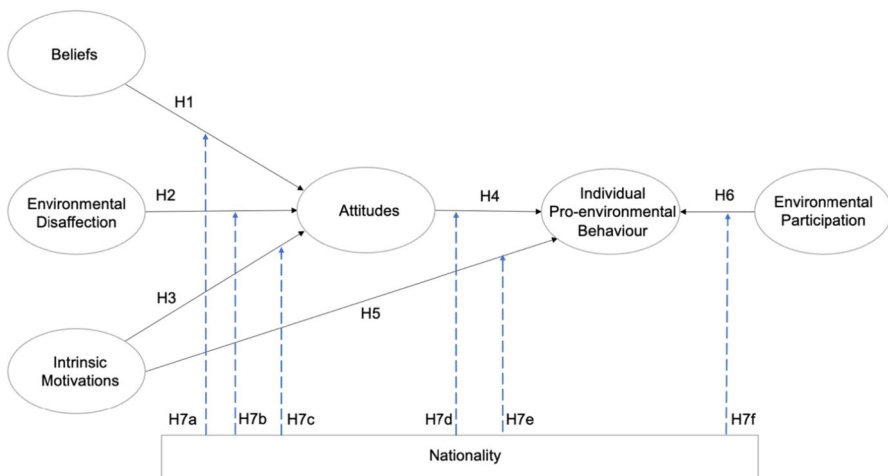 Beliefs
H1
Environmental
Disaffection
H2
Attitudes
H4
Individual
Pro-environmental
Behaviour
H6
Environmental
Participation
H3
H5
Intrinsic
Motivations
H7a
H7b
H7c
H7d
H7e
H7f
Nationality